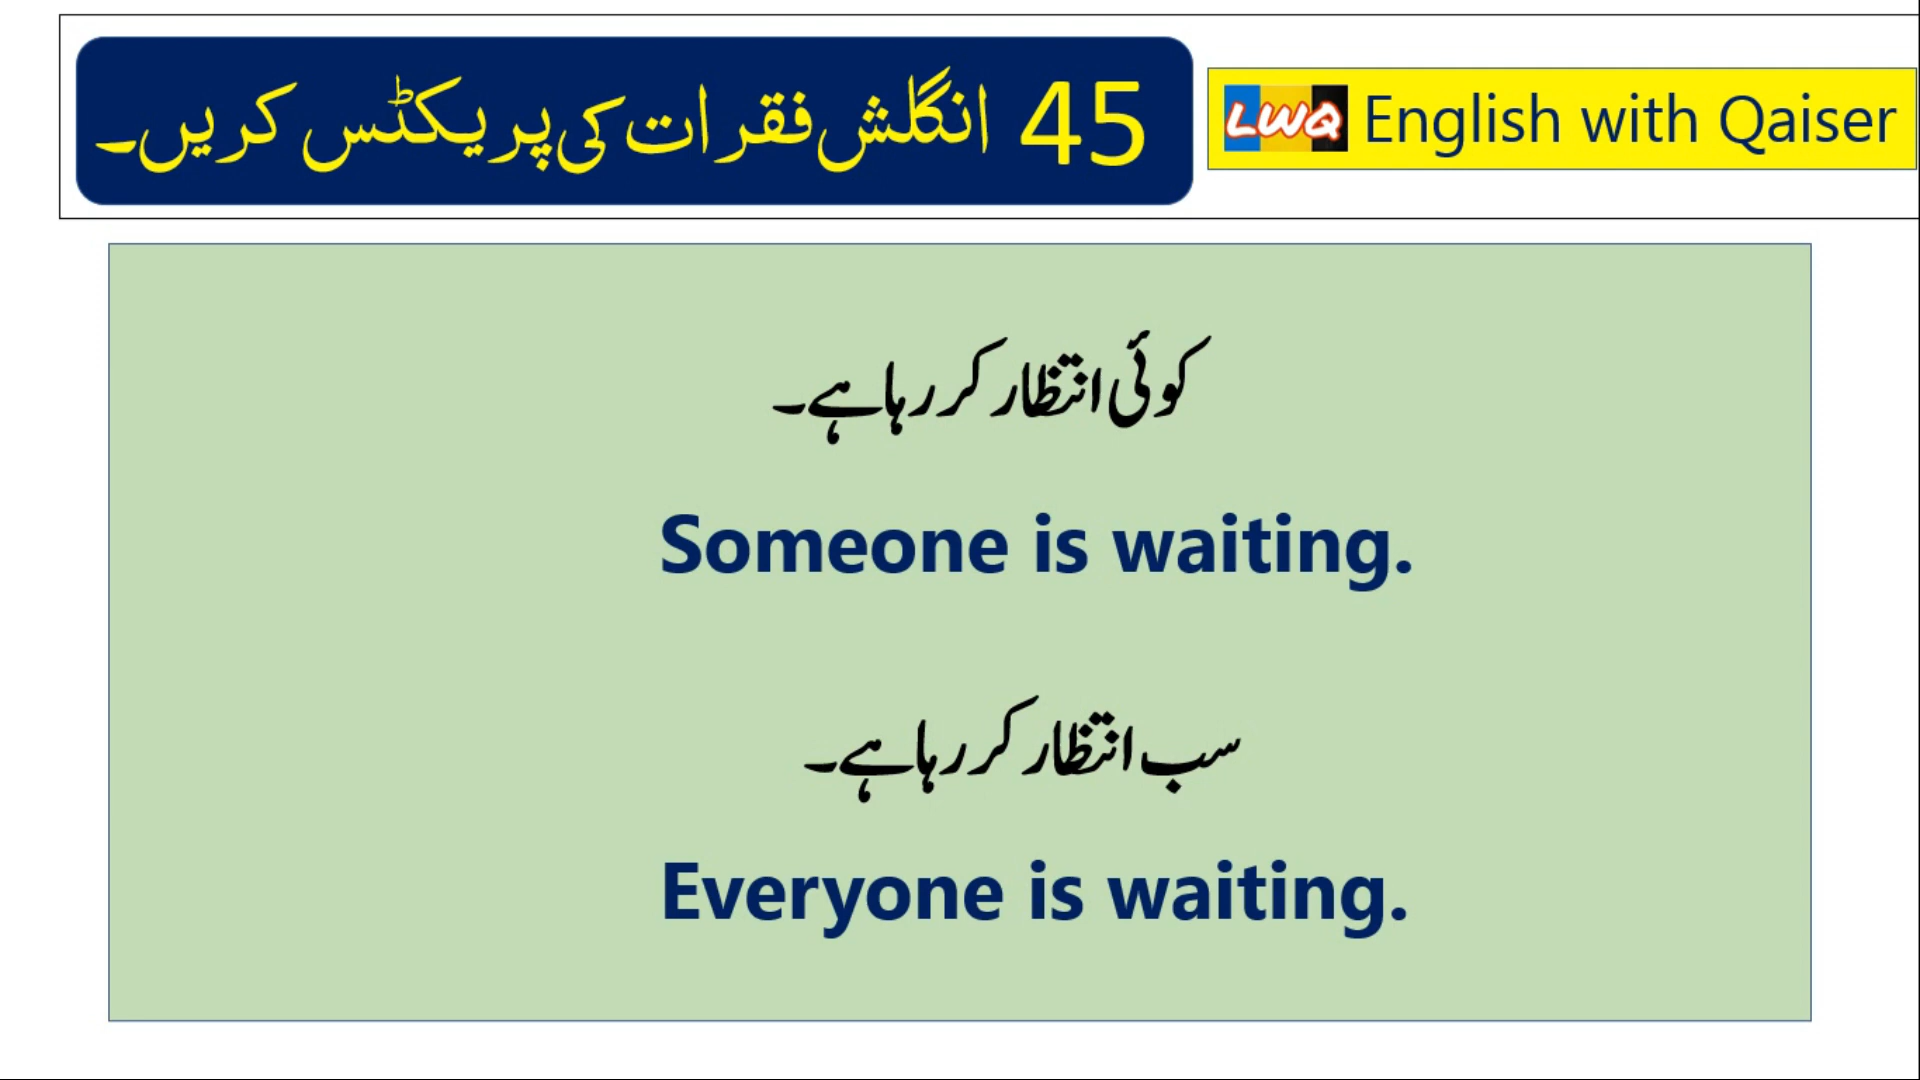 45 انگلش فقرات کی پریکٹس کریں۔
LWQ English with Qaiser
کوئی انتظار کر رہا ہے۔
Someone is waiting.
سب انتظار کر رہا ہے۔
Everyone is waiting.